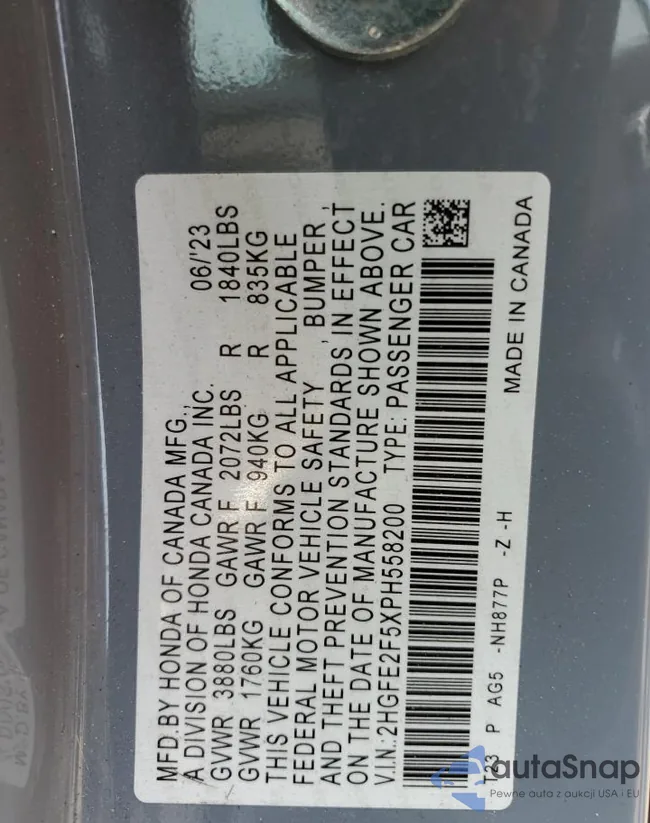 MFD.BY HONDA OF CANADA MFG.,
A DIVISION OF HONDA CANADA INC. 06/'23
GVWR 3880LBS GAWR F 2072LBS R 1840LBS
GVWR 1760KG GAWR F 940KG R 835KG
THIS VEHICLE CONFORMS TO ALL APPLICABLE
FEDERAL MOTOR VEHICLE SAFETY , BUMPER ,
AND THEFT PREVENTION STANDARDS IN EFFECT
ON THE DATE OF MANUFACTURE SHOWN ABOVE.
V.I.N.:2HGFE2F5XPH558200 TYPE: PASSENGER CAR
123 P AG5 -NH877P -Z -H
MADE IN CANADA
autaSnap
Pewne auta z aukcji USA i EU